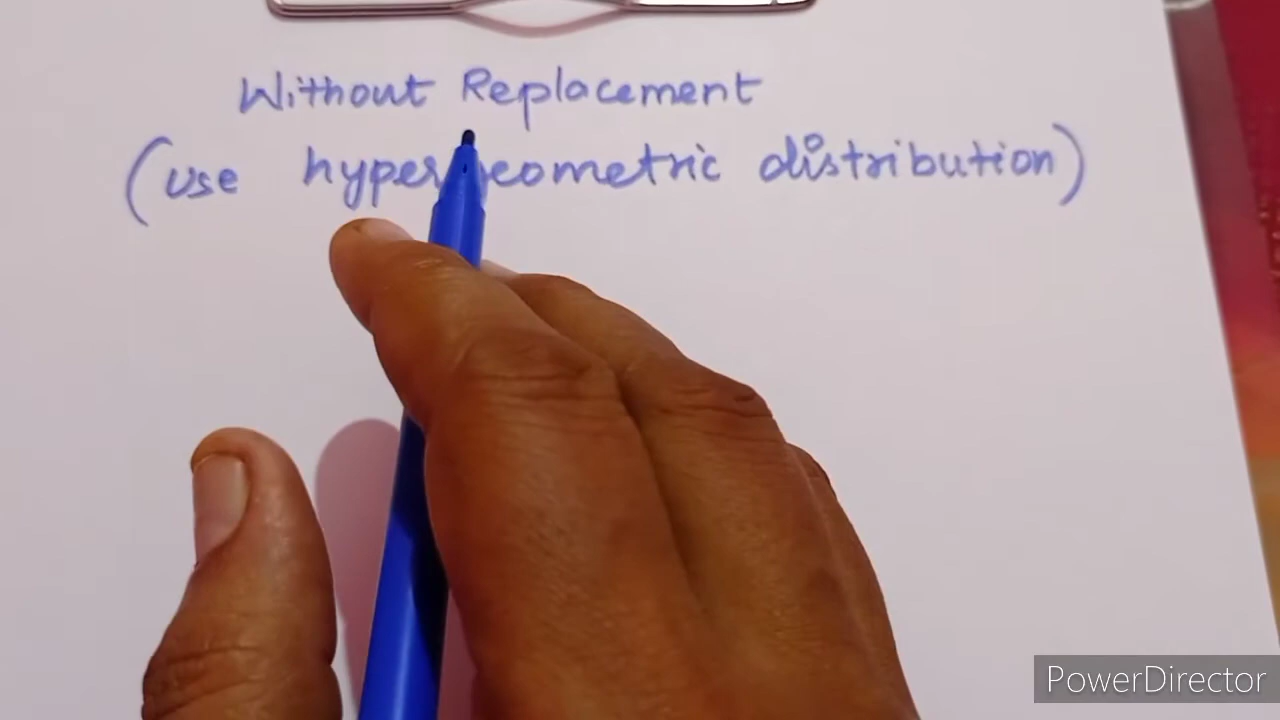 Without Replacement
(use hypergeometric distribution)
PowerDirector